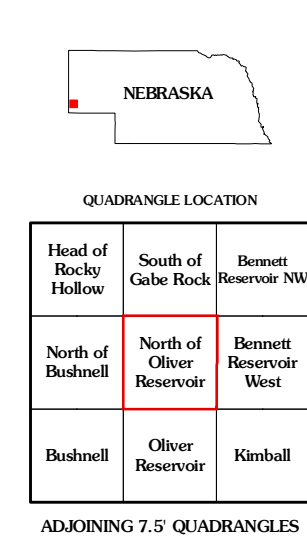 NEBRASKA
QUADRANGLE LOCATION
Head of
Rocky
Hollow
South of
Gabe Rock
Bennett
Reservoir NW
North of
Bushnell
North of
Oliver
Reservoir
Bennett
Reservoir
West
Bushnell
Oliver
Reservoir
Kimball
ADJOINING 7.5' QUADRANGLES